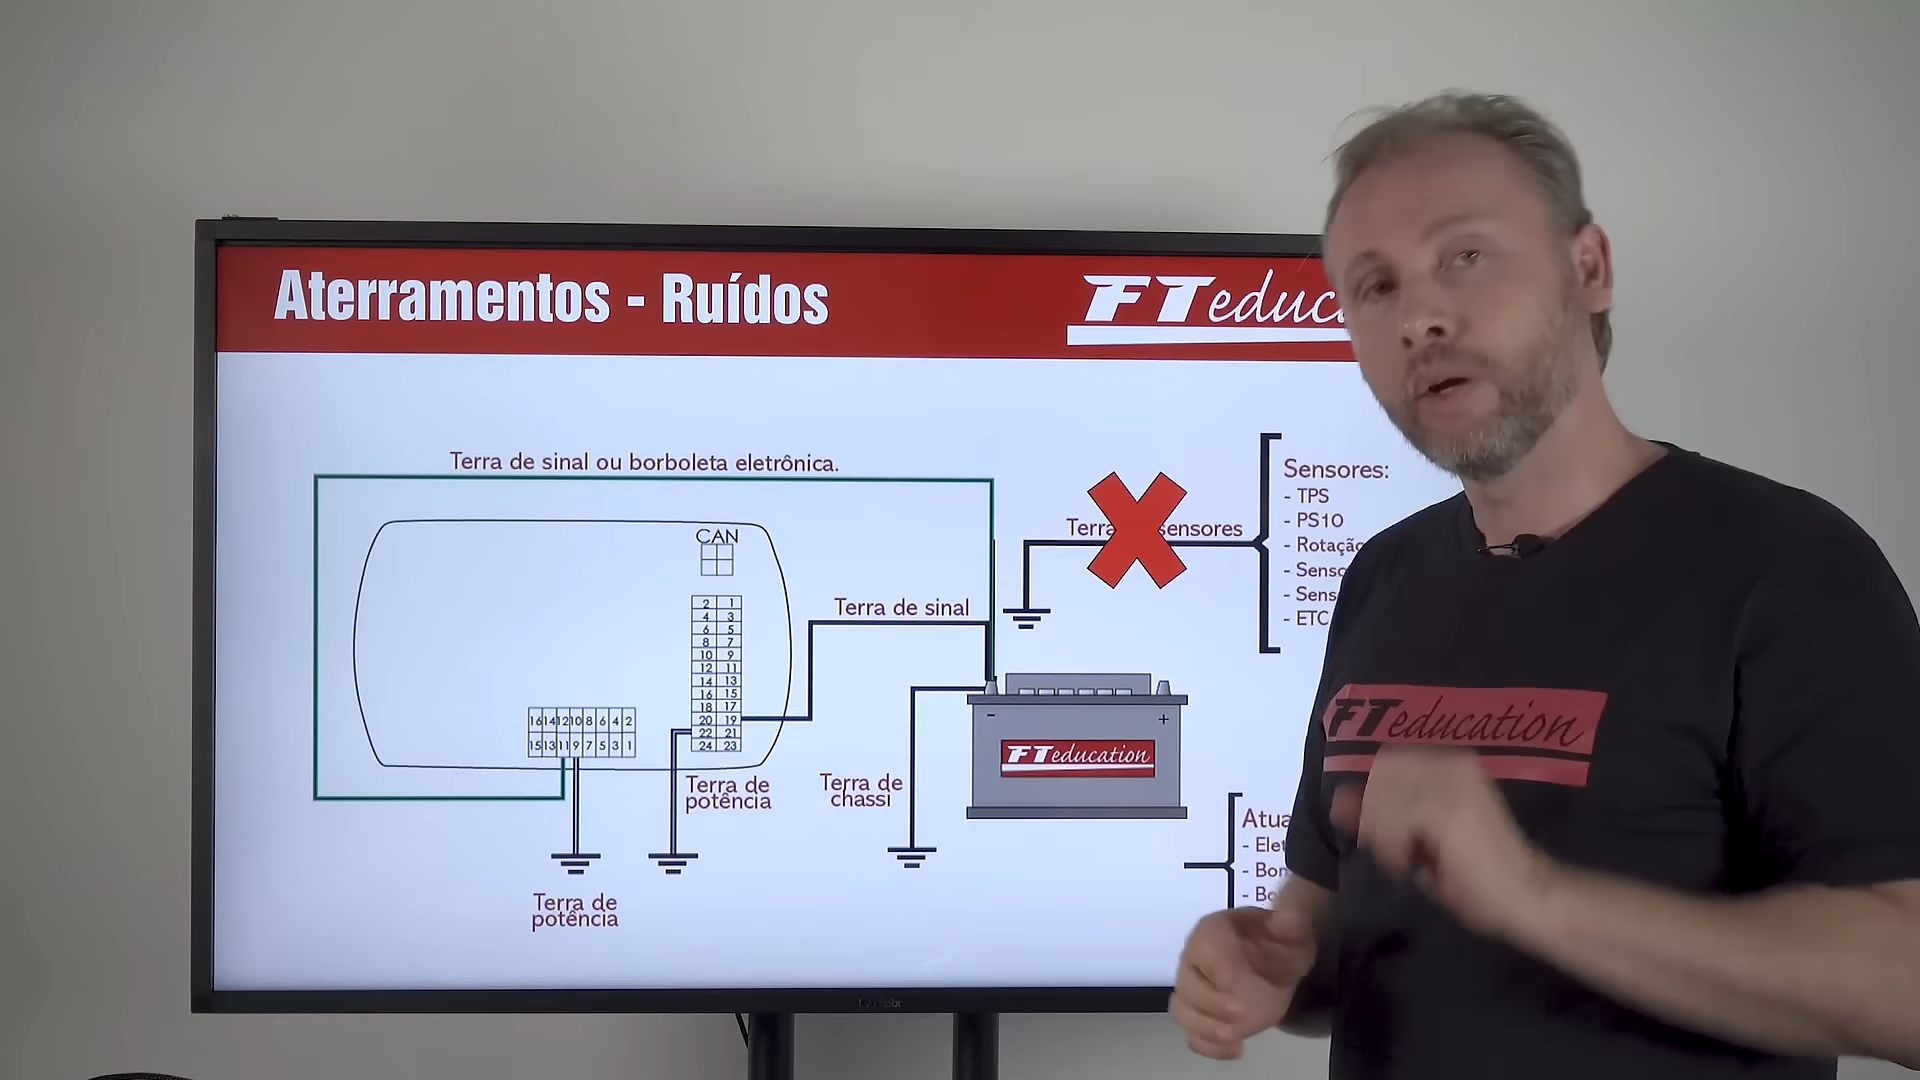 Aterramentos - Ruídos
FTeduc
Terra de sinal ou borboleta eletrônica.
CAN
2 1
4 3
6 5
8 7
10 9
12 11
14 13
16 15
18 17
20 19
22 21
24 23
16 14 12 10 8 6 4 2
15 13 11 9 7 5 3 1
Terra de sinal
Terra sensores
Sensores:
- TPS
- PS10
- Rotação
- Senso
- Sens
- ETC
- +
FTeducation
Terra de
potência
Terra de
chassi
Terra de
potência
Atua
- Elet
- Bom
- Bo
FTeducation